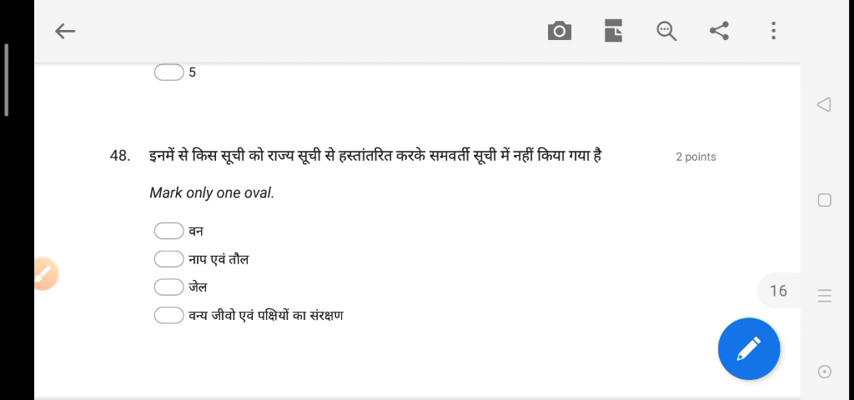 5
48. इनमें से किस सूची को राज्य सूची से हस्तांतरित करके समवर्ती सूची में नहीं किया गया है 2 points
Mark only one oval.
वन
नाप एवं तौल
जेल
वन्य जीवो एवं पक्षियों का संरक्षण
16